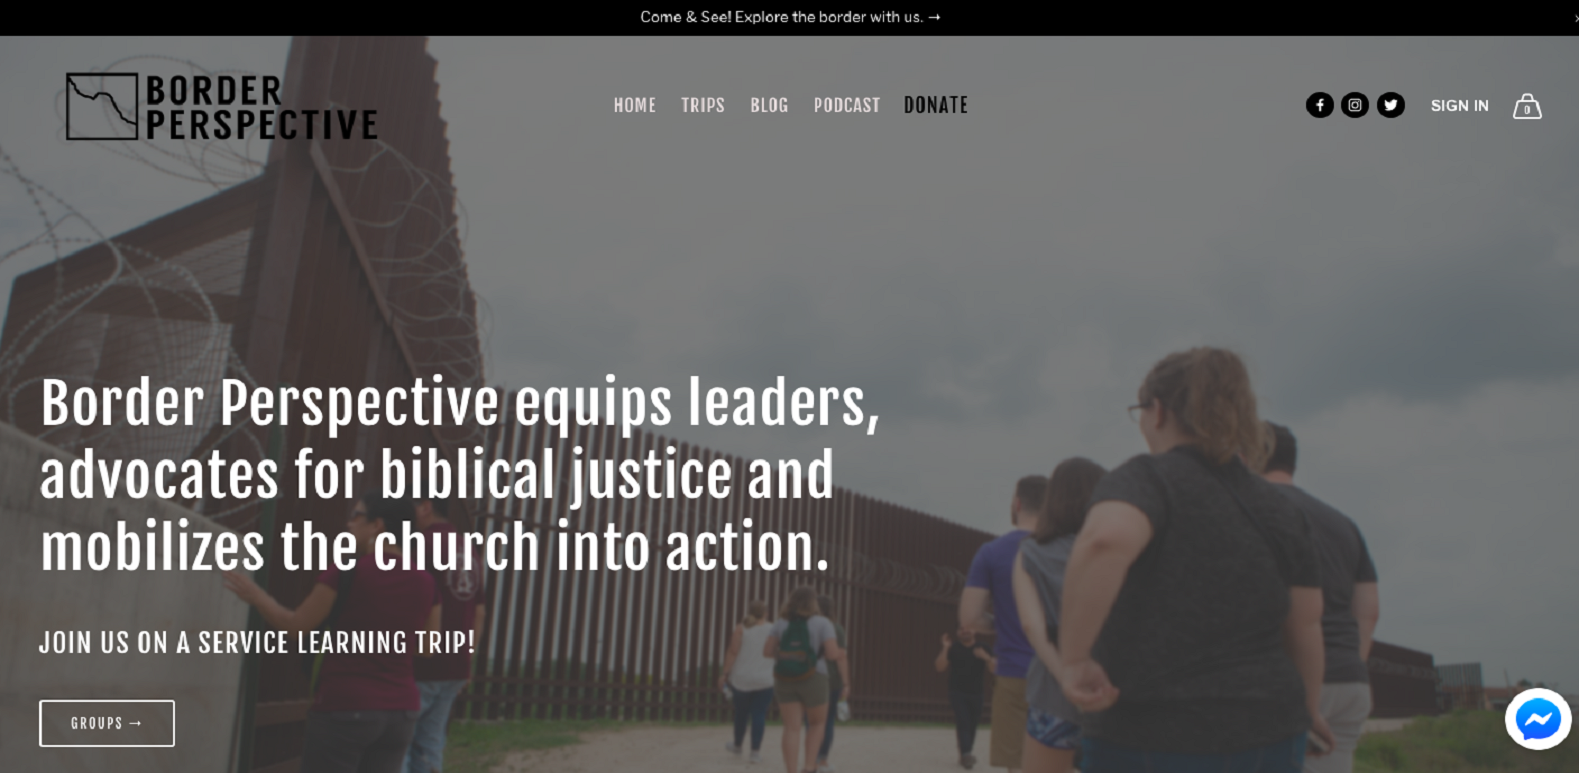 Come & See! Explore the border with us. →
BORDER
PERSPECTIVE
HOME TRIPS BLOG PODCAST DONATE
SIGN IN
0
Border Perspective equips leaders,
advocates for biblical justice and
mobilizes the church into action.
JOIN US ON A SERVICE LEARNING TRIP!
GROUPS →